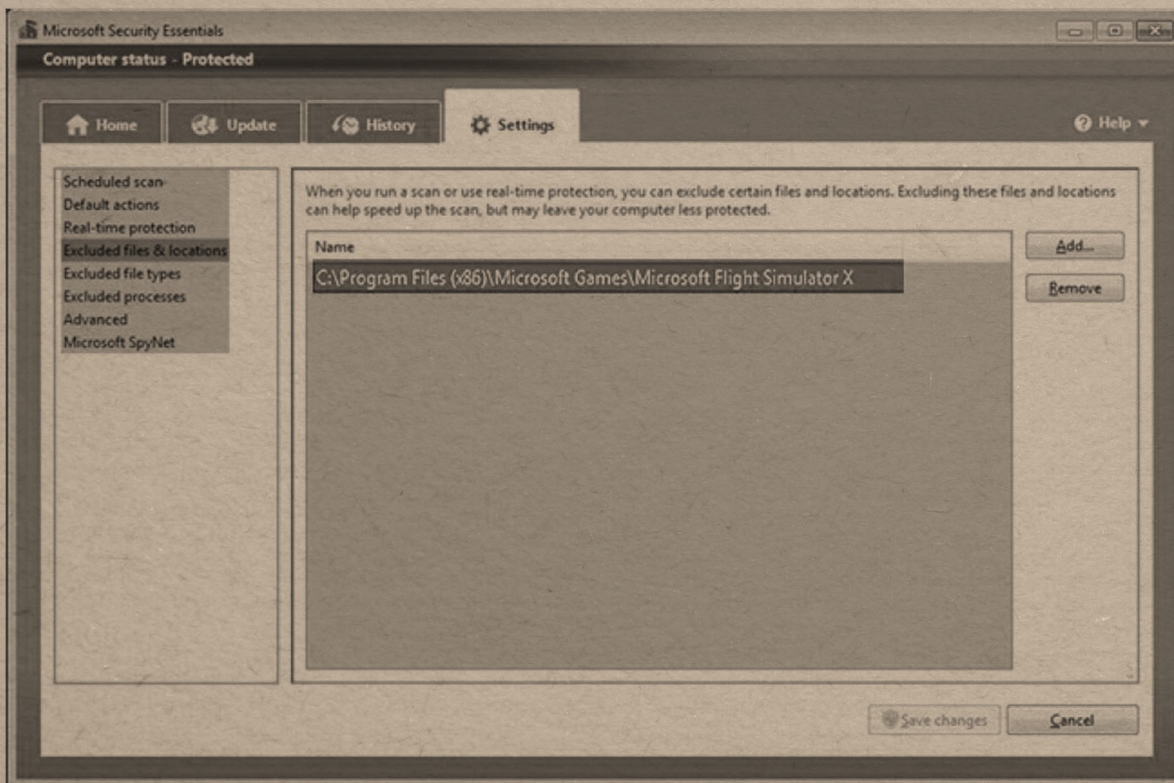 Microsoft Security Essentials
Computer status - Protected
Home
Update
History
Settings
Help
Scheduled scan
Default actions
Real-time protection
Excluded files & locations
Excluded file types
Excluded processes
Advanced
Microsoft SpyNet
When you run a scan or use real-time protection, you can exclude certain files and locations. Excluding these files and locations
can help speed up the scan, but may leave your computer less protected.
Name
C:\Program Files (x86)\Microsoft Games\Microsoft Flight Simulator X
Add...
Remove
Save changes
Cancel